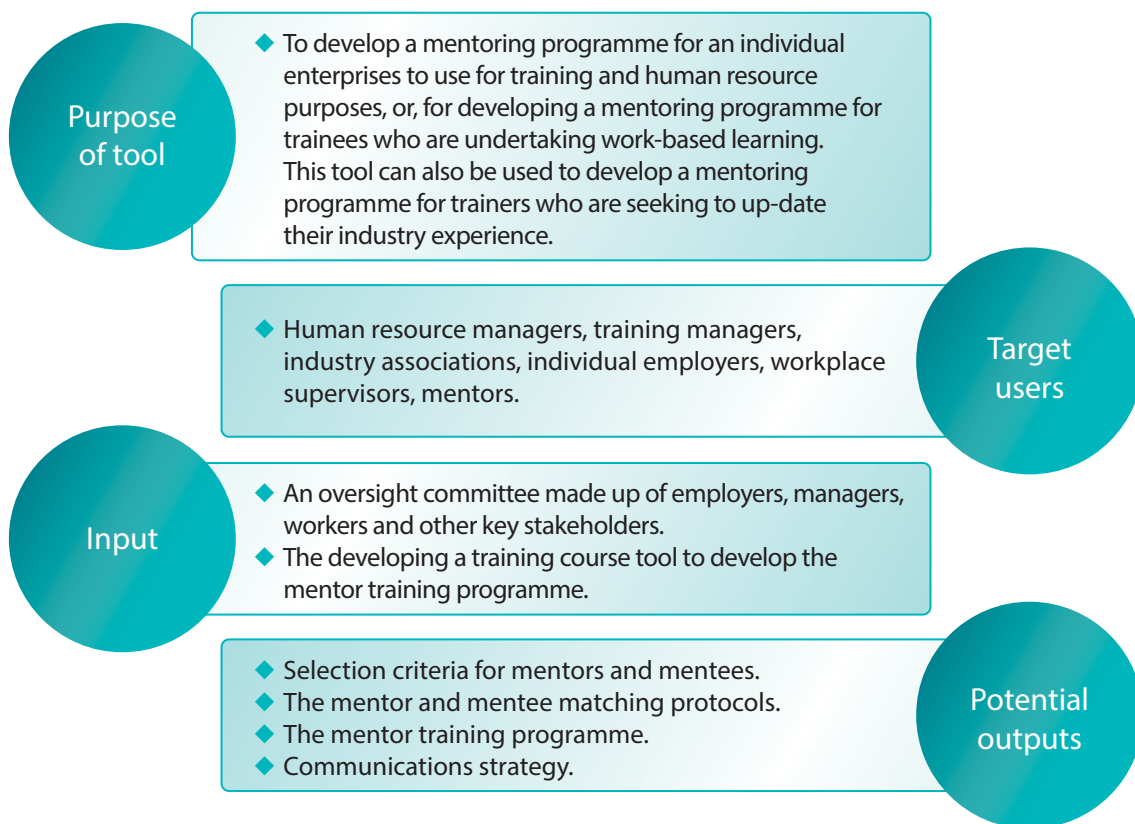 Purpose
of tool
◆ To develop a mentoring programme for an individual
enterprises to use for training and human resource
purposes, or, for developing a mentoring programme for
trainees who are undertaking work-based learning.
This tool can also be used to develop a mentoring
programme for trainers who are seeking to up-date
their industry experience.
◆ Human resource managers, training managers,
industry associations, individual employers, workplace
supervisors, mentors.
Target
users
Input
◆ An oversight committee made up of employers, managers,
workers and other key stakeholders.
◆ The developing a training course tool to develop the
mentor training programme.
◆ Selection criteria for mentors and mentees.
◆ The mentor and mentee matching protocols.
◆ The mentor training programme.
◆ Communications strategy.
Potential
outputs